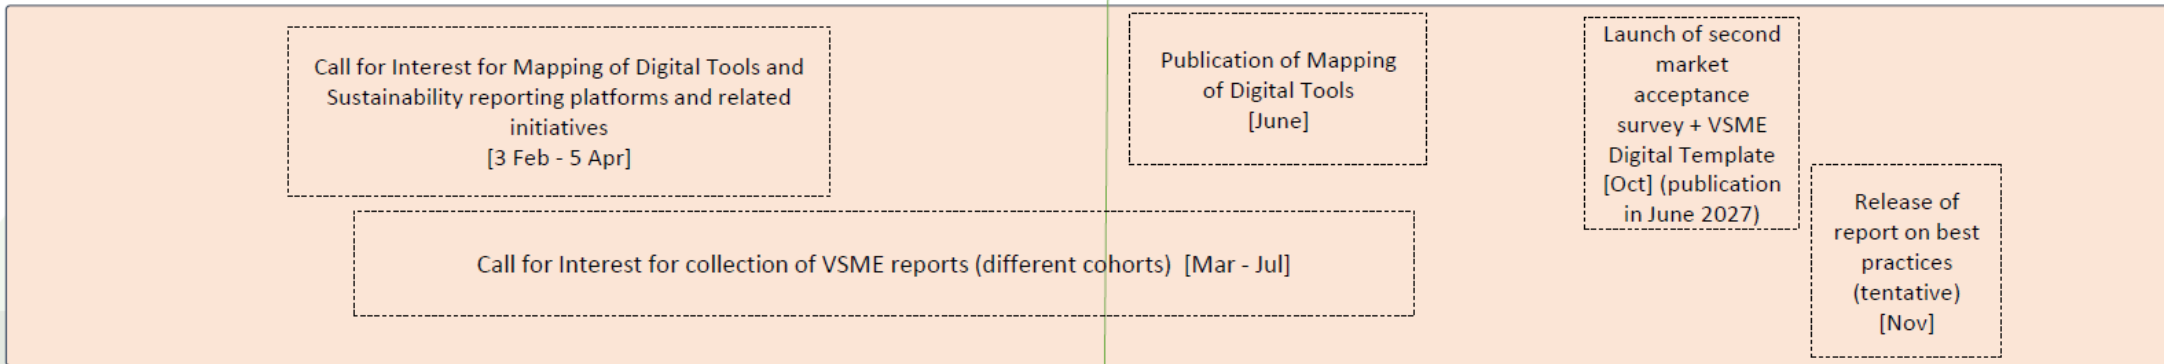 Call for Interest for Mapping of Digital Tools and
Sustainability reporting platforms and related
initiatives
[3 Feb - 5 Apr]
Call for Interest for collection of VSME reports (different cohorts) [Mar - Jul]
Publication of Mapping
of Digital Tools
[June]
Launch of second
market
acceptance
survey + VSME
Digital Template
[Oct] (publication
in June 2027)
Release of
report on best
practices
(tentative)
[Nov]